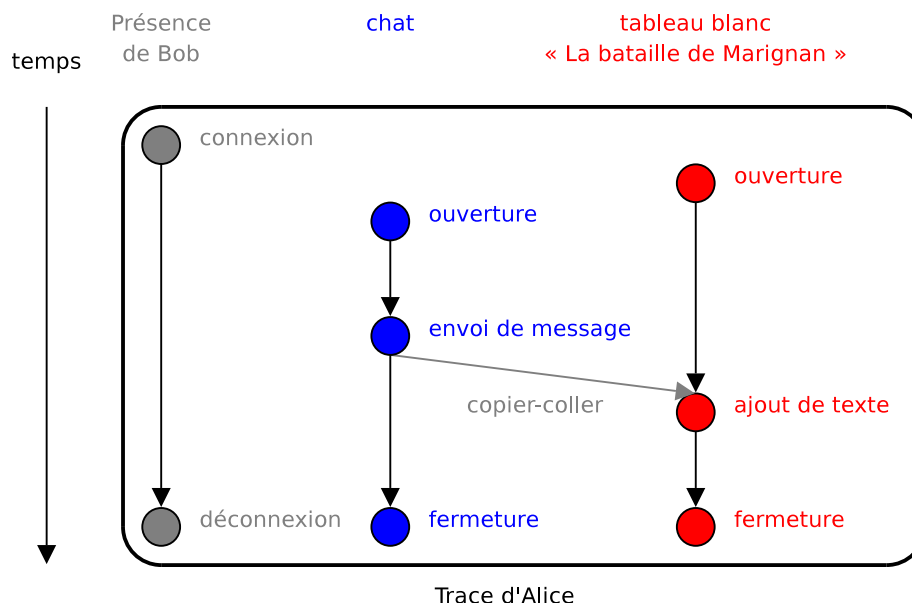 Présence
de Bob
chat
tableau blanc
« La bataille de Marignan »
temps
connexion
ouverture
ouverture
envoi de message
copier-coller
ajout de texte
déconnexion
fermeture
fermeture
Trace d'Alice